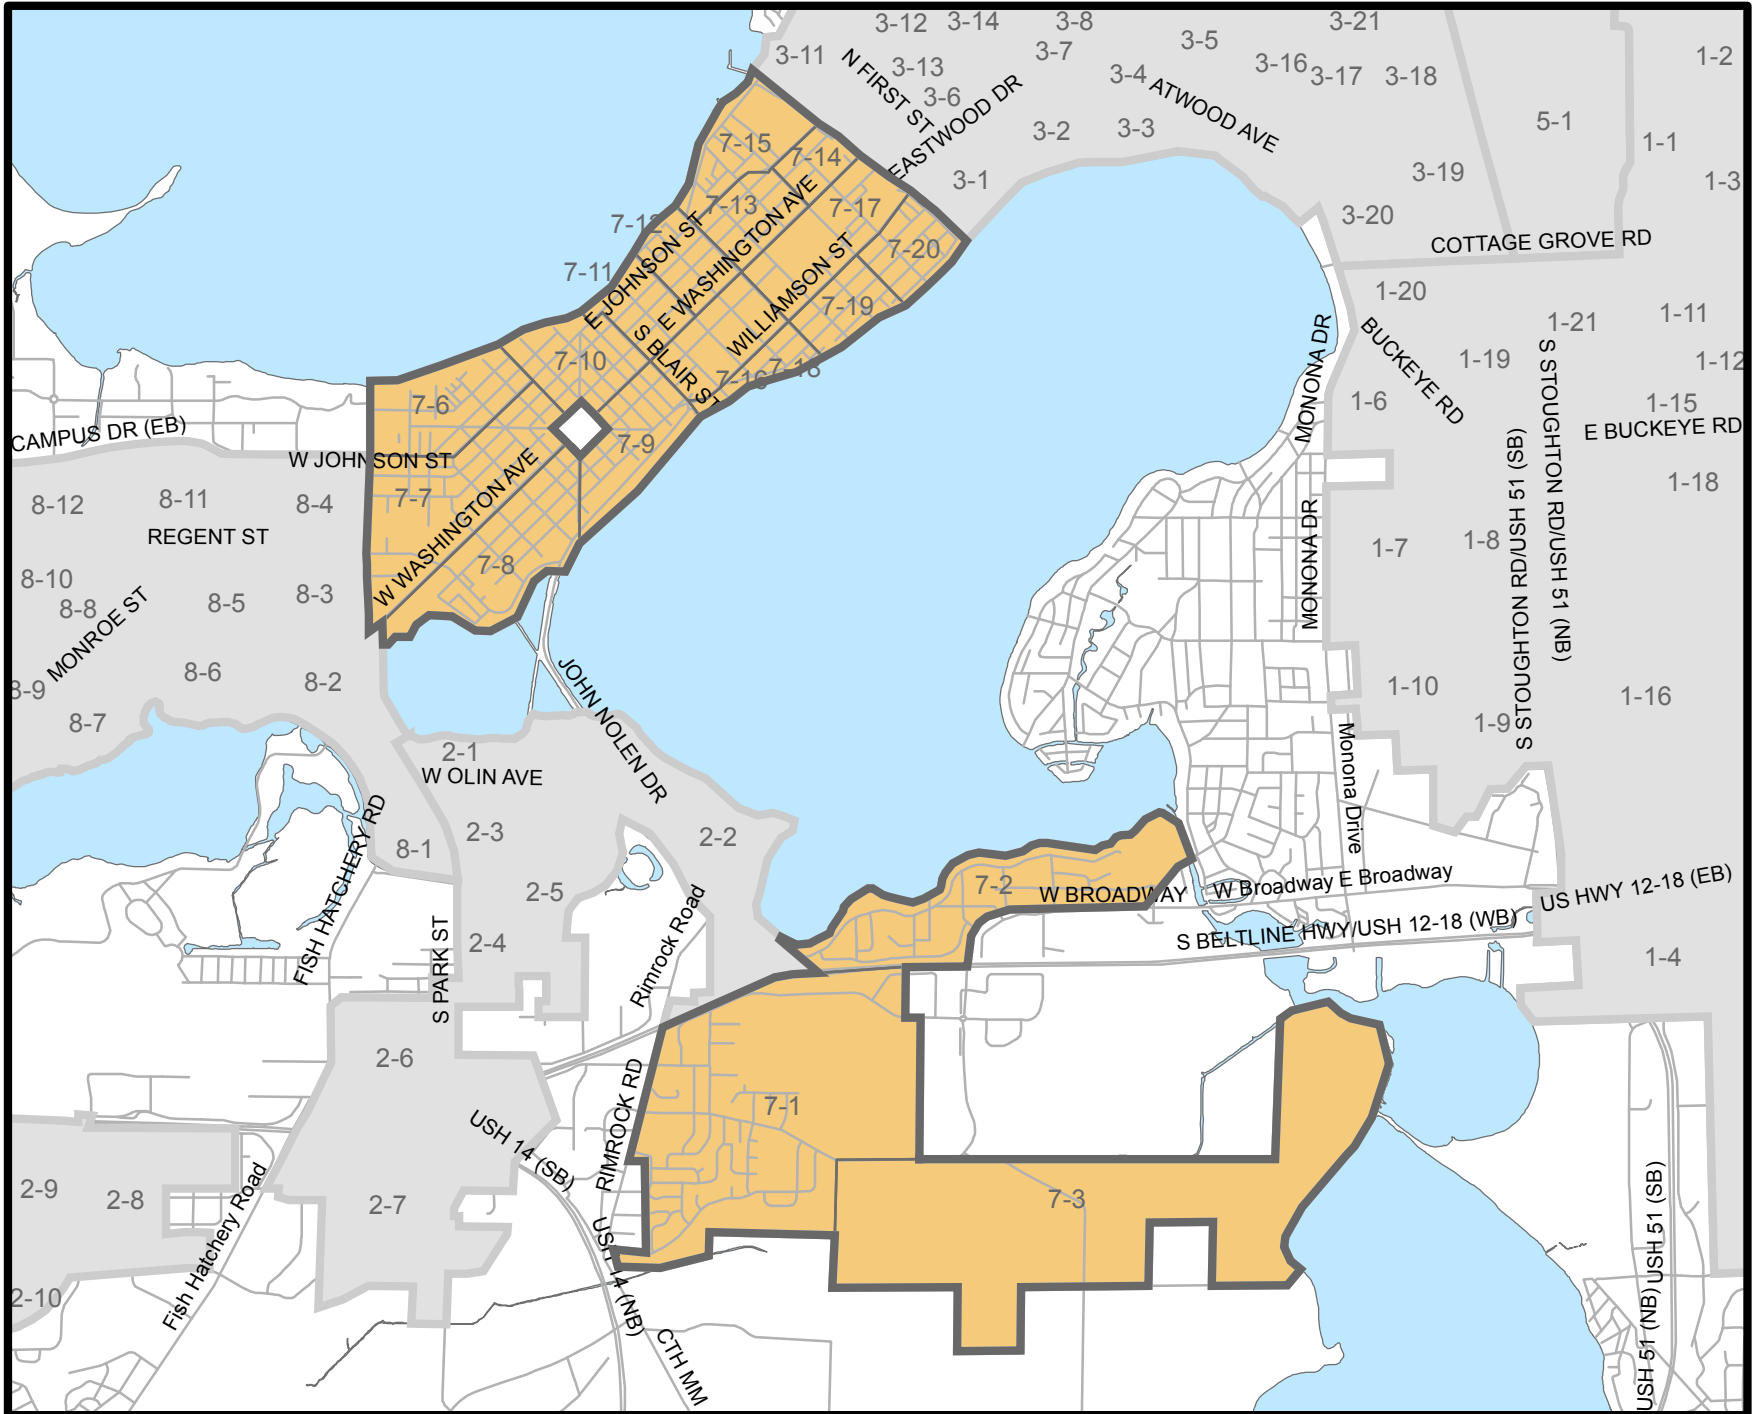 3-12
3-14
3-8
3-21
3-11
3-7
3-5
3-13
3-16
3-17
3-18
1-2
3-4
N FIRST ST
3-6
EASTWOOD DR
ATWOOD AVE
3-2
3-3
5-1
1-1
7-15
7-14
3-1
3-19
1-3
7-13
7-17
3-20
7-12
7-20
COTTAGE GROVE RD
7-11
E JOHNSON ST
E WASHINGTON AVE
WILLIAMSON ST
7-19
1-20
1-11
1-21
7-10
S BLAIR ST
7-16
7-18
MONONA DR
BUCKEYE RD
1-19
1-12
7-6
1-6
1-15
CAMPUS DR (EB)
7-9
E BUCKEYE RD
W JOHNSON ST
8-12
8-11
8-4
7-7
1-18
REGENT ST
W WASHINGTON AVE
MONONA DR
1-7
1-8
S STOUGHTON RD/USH 51 (SB)
S STOUGHTON RD/USH 51 (NB)
8-10
7-8
8-8
8-5
8-3
MONROE ST
8-9
8-6
8-2
1-10
1-16
8-7
JOHN NOLEN DR
1-9
2-1
W OLIN AVE
Monona Drive
2-3
2-2
8-1
FISH HATCHERY RD
2-5
7-2
W BROADWAY
W Broadway
E Broadway
US HWY 12-18 (EB)
S BELTLINE HWY/USH 12-18 (WB)
2-4
S PARK ST
Rimrock Road
1-4
2-6
7-1
RIMROCK RD
USH 14 (SB)
2-9
2-8
2-7
7-3
Fish Hatchery Road
USH 14 (NB)
USH 51 (SB)
USH 51 (NB)
2-10
CTH MM